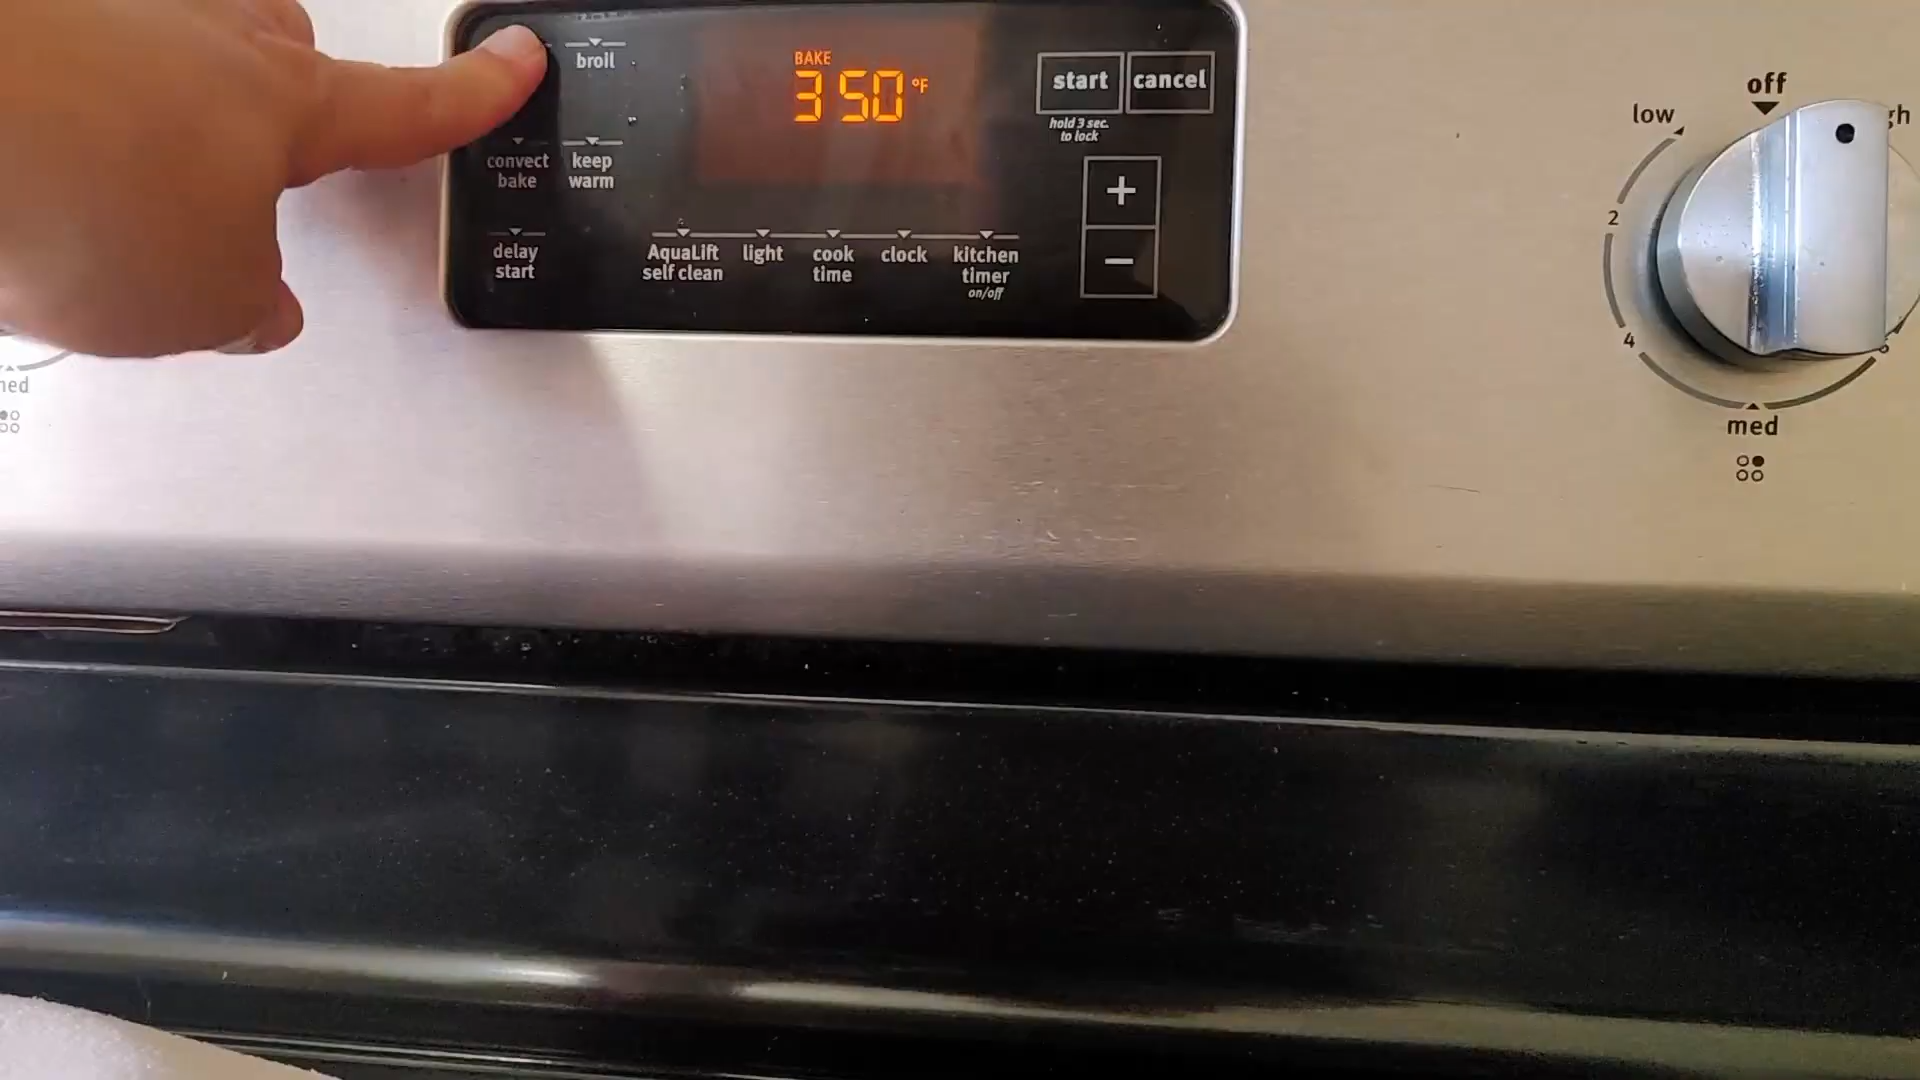 broil
BAKE
350 °F
start
cancel
hold 3 sec.
to lock
convect
bake
keep
warm
+
−
delay
start
AquaLift
self clean
light
cook
time
clock
kitchen
timer
on/off
off
low
2
4
med